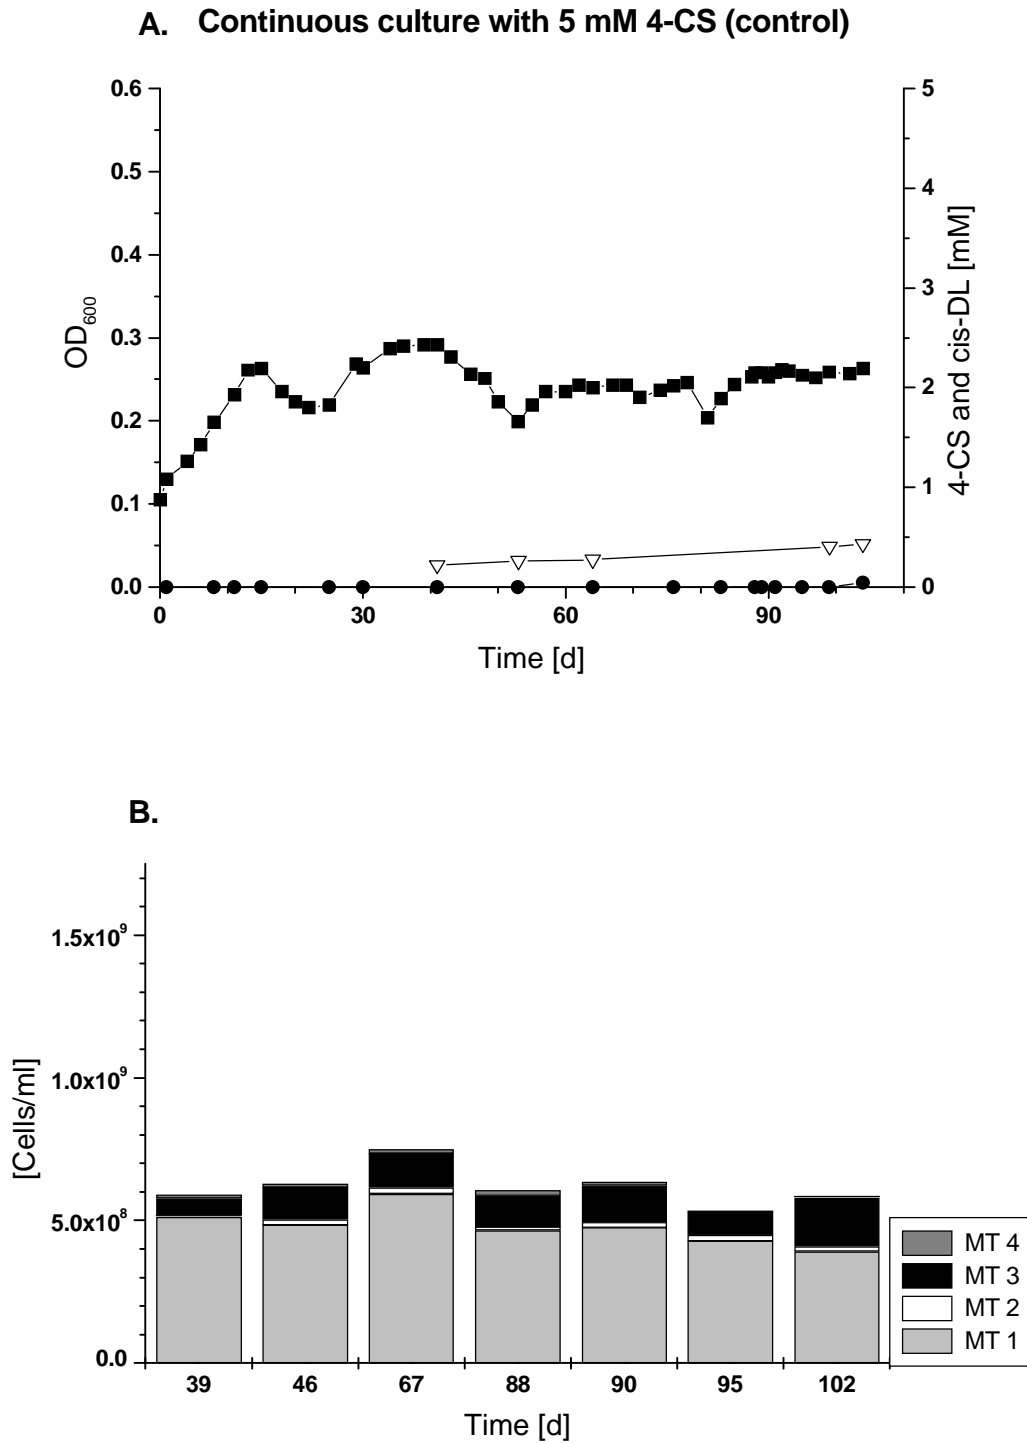 A. Continuous culture with 5 mM 4-CS (control)
0.6
0.5
0.4
0.3
0.2
0.1
0.0
OD600
5
4
3
2
1
0
4-CS and cis-DL [mM]
0 30 60 90
Time [d]
B.
1.5x10^9
1.0x10^9
5.0x10^8
0.0
[Cells/ml]
MT 4
MT 3
MT 2
MT 1
39 46 67 88 90 95 102
Time [d]